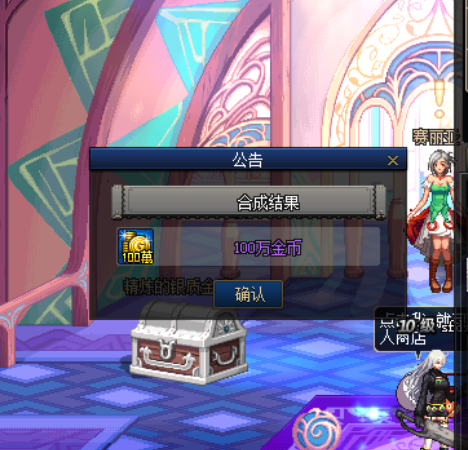 公告
赛丽亚
合成结果
100萬
100万金币
精炼的银质金
确认
10级
人商店